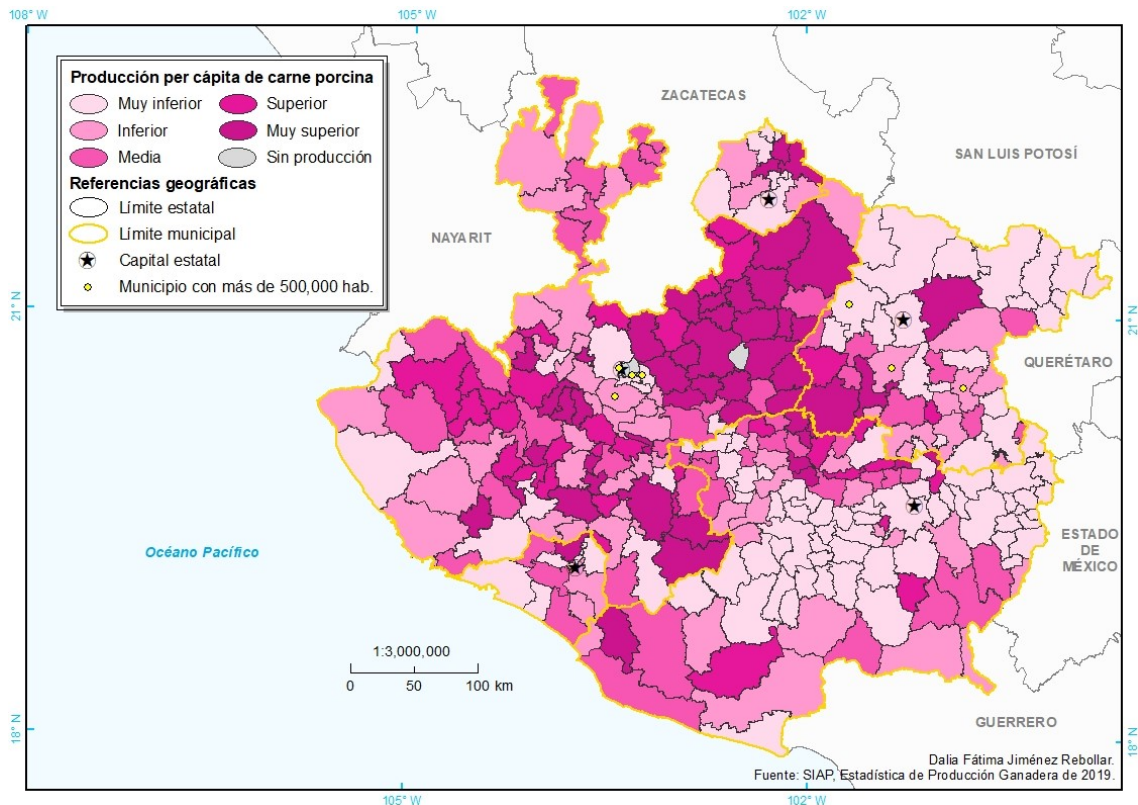 108° W
105° W
102° W
Producción per cápita de carne porcina
Muy inferior
Superior
Inferior
Muy superior
Media
Sin producción
Referencias geográficas
Límite estatal
Límite municipal
Capital estatal
Municipio con más de 500,000 hab.
ZACATECAS
SAN LUIS POTOSÍ
NAYARIT
21° N
21° N
QUERÉTARO
Océano Pacífico
ESTADO
DE
MÉXICO
1:3,000,000
0 50 100 km
GUERRERO
18° N
18° N
Dalia Fátima Jiménez Rebollar.
Fuente: SIAP, Estadística de Producción Ganadera de 2019.
105° W
102° W